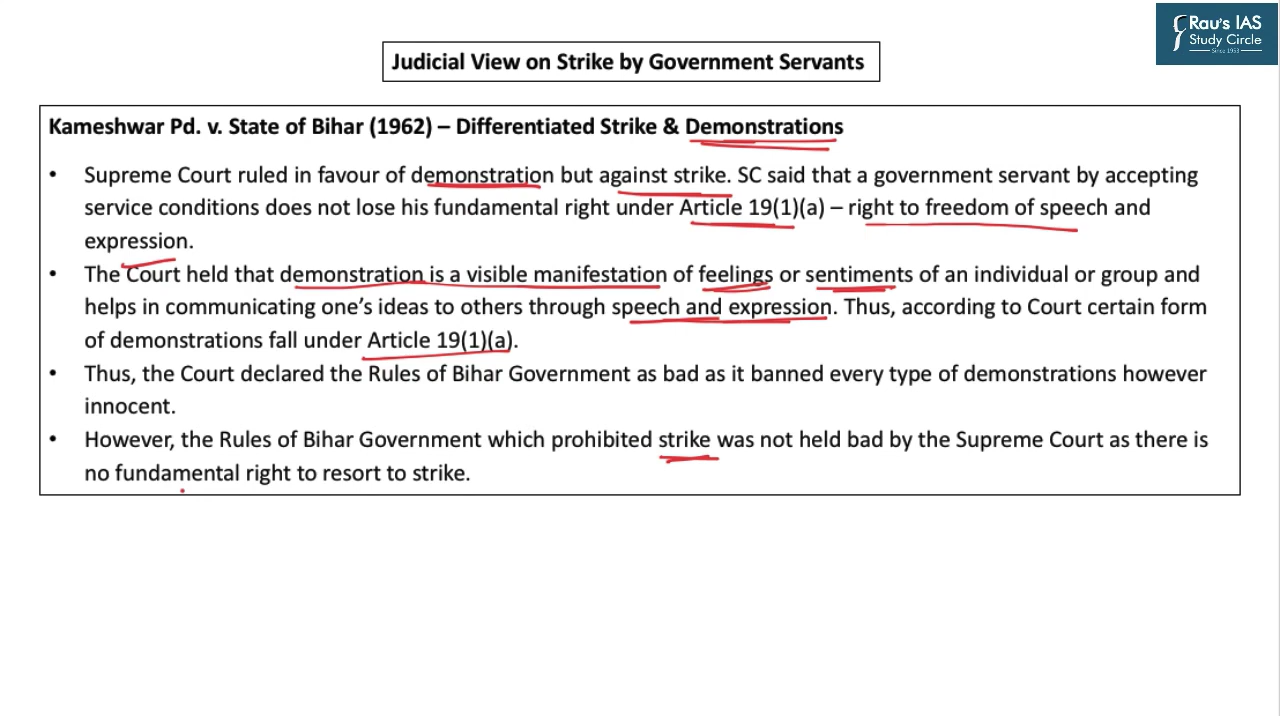 Rau's IAS
Study Circle
Since 1953
Judicial View on Strike by Government Servants
Kameshwar Pd. v. State of Bihar (1962) – Differentiated Strike & Demonstrations
• Supreme Court ruled in favour of demonstration but against strike. SC said that a government servant by accepting
service conditions does not lose his fundamental right under Article 19(1)(a) – right to freedom of speech and
expression.
• The Court held that demonstration is a visible manifestation of feelings or sentiments of an individual or group and
helps in communicating one’s ideas to others through speech and expression. Thus, according to Court certain form
of demonstrations fall under Article 19(1)(a).
• Thus, the Court declared the Rules of Bihar Government as bad as it banned every type of demonstrations however
innocent.
• However, the Rules of Bihar Government which prohibited strike was not held bad by the Supreme Court as there is
no fundamental right to resort to strike.